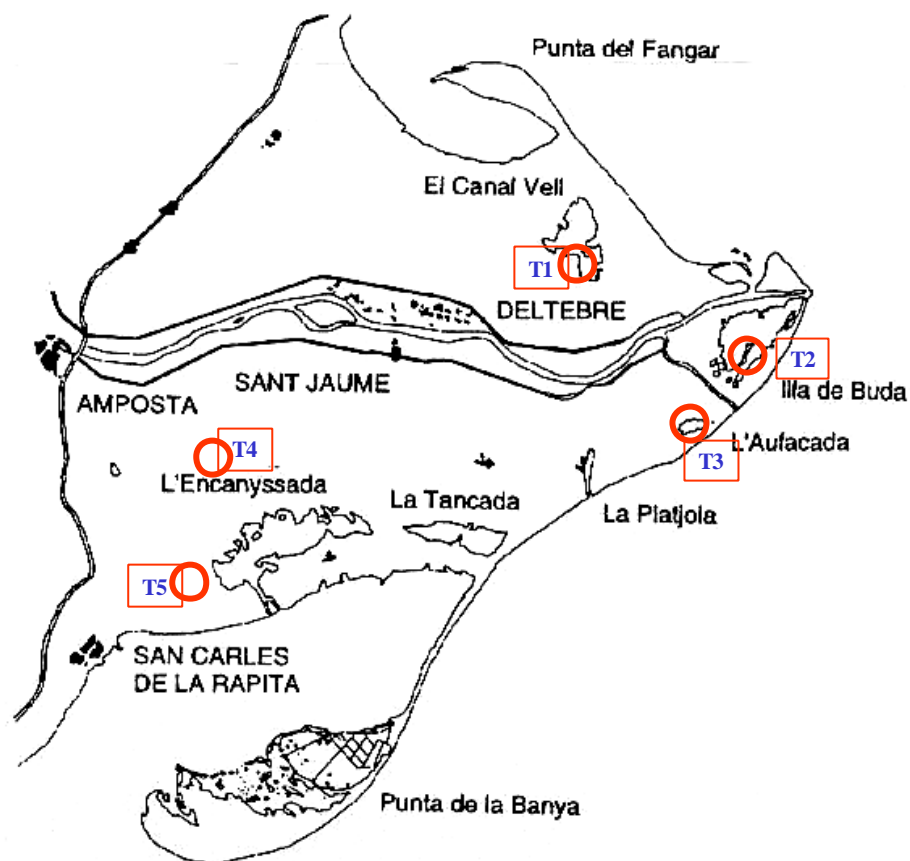 Punta del Fangar
El Canal Vell
T1
DELTEBRE
T2
Illa de Buda
SANT JAUME
AMPOSTA
L'Aufacada
T3
T4
L'Encanyssada
La Tancada
La Platjola
T5
SAN CARLES
DE LA RAPITA
Punta de la Banya